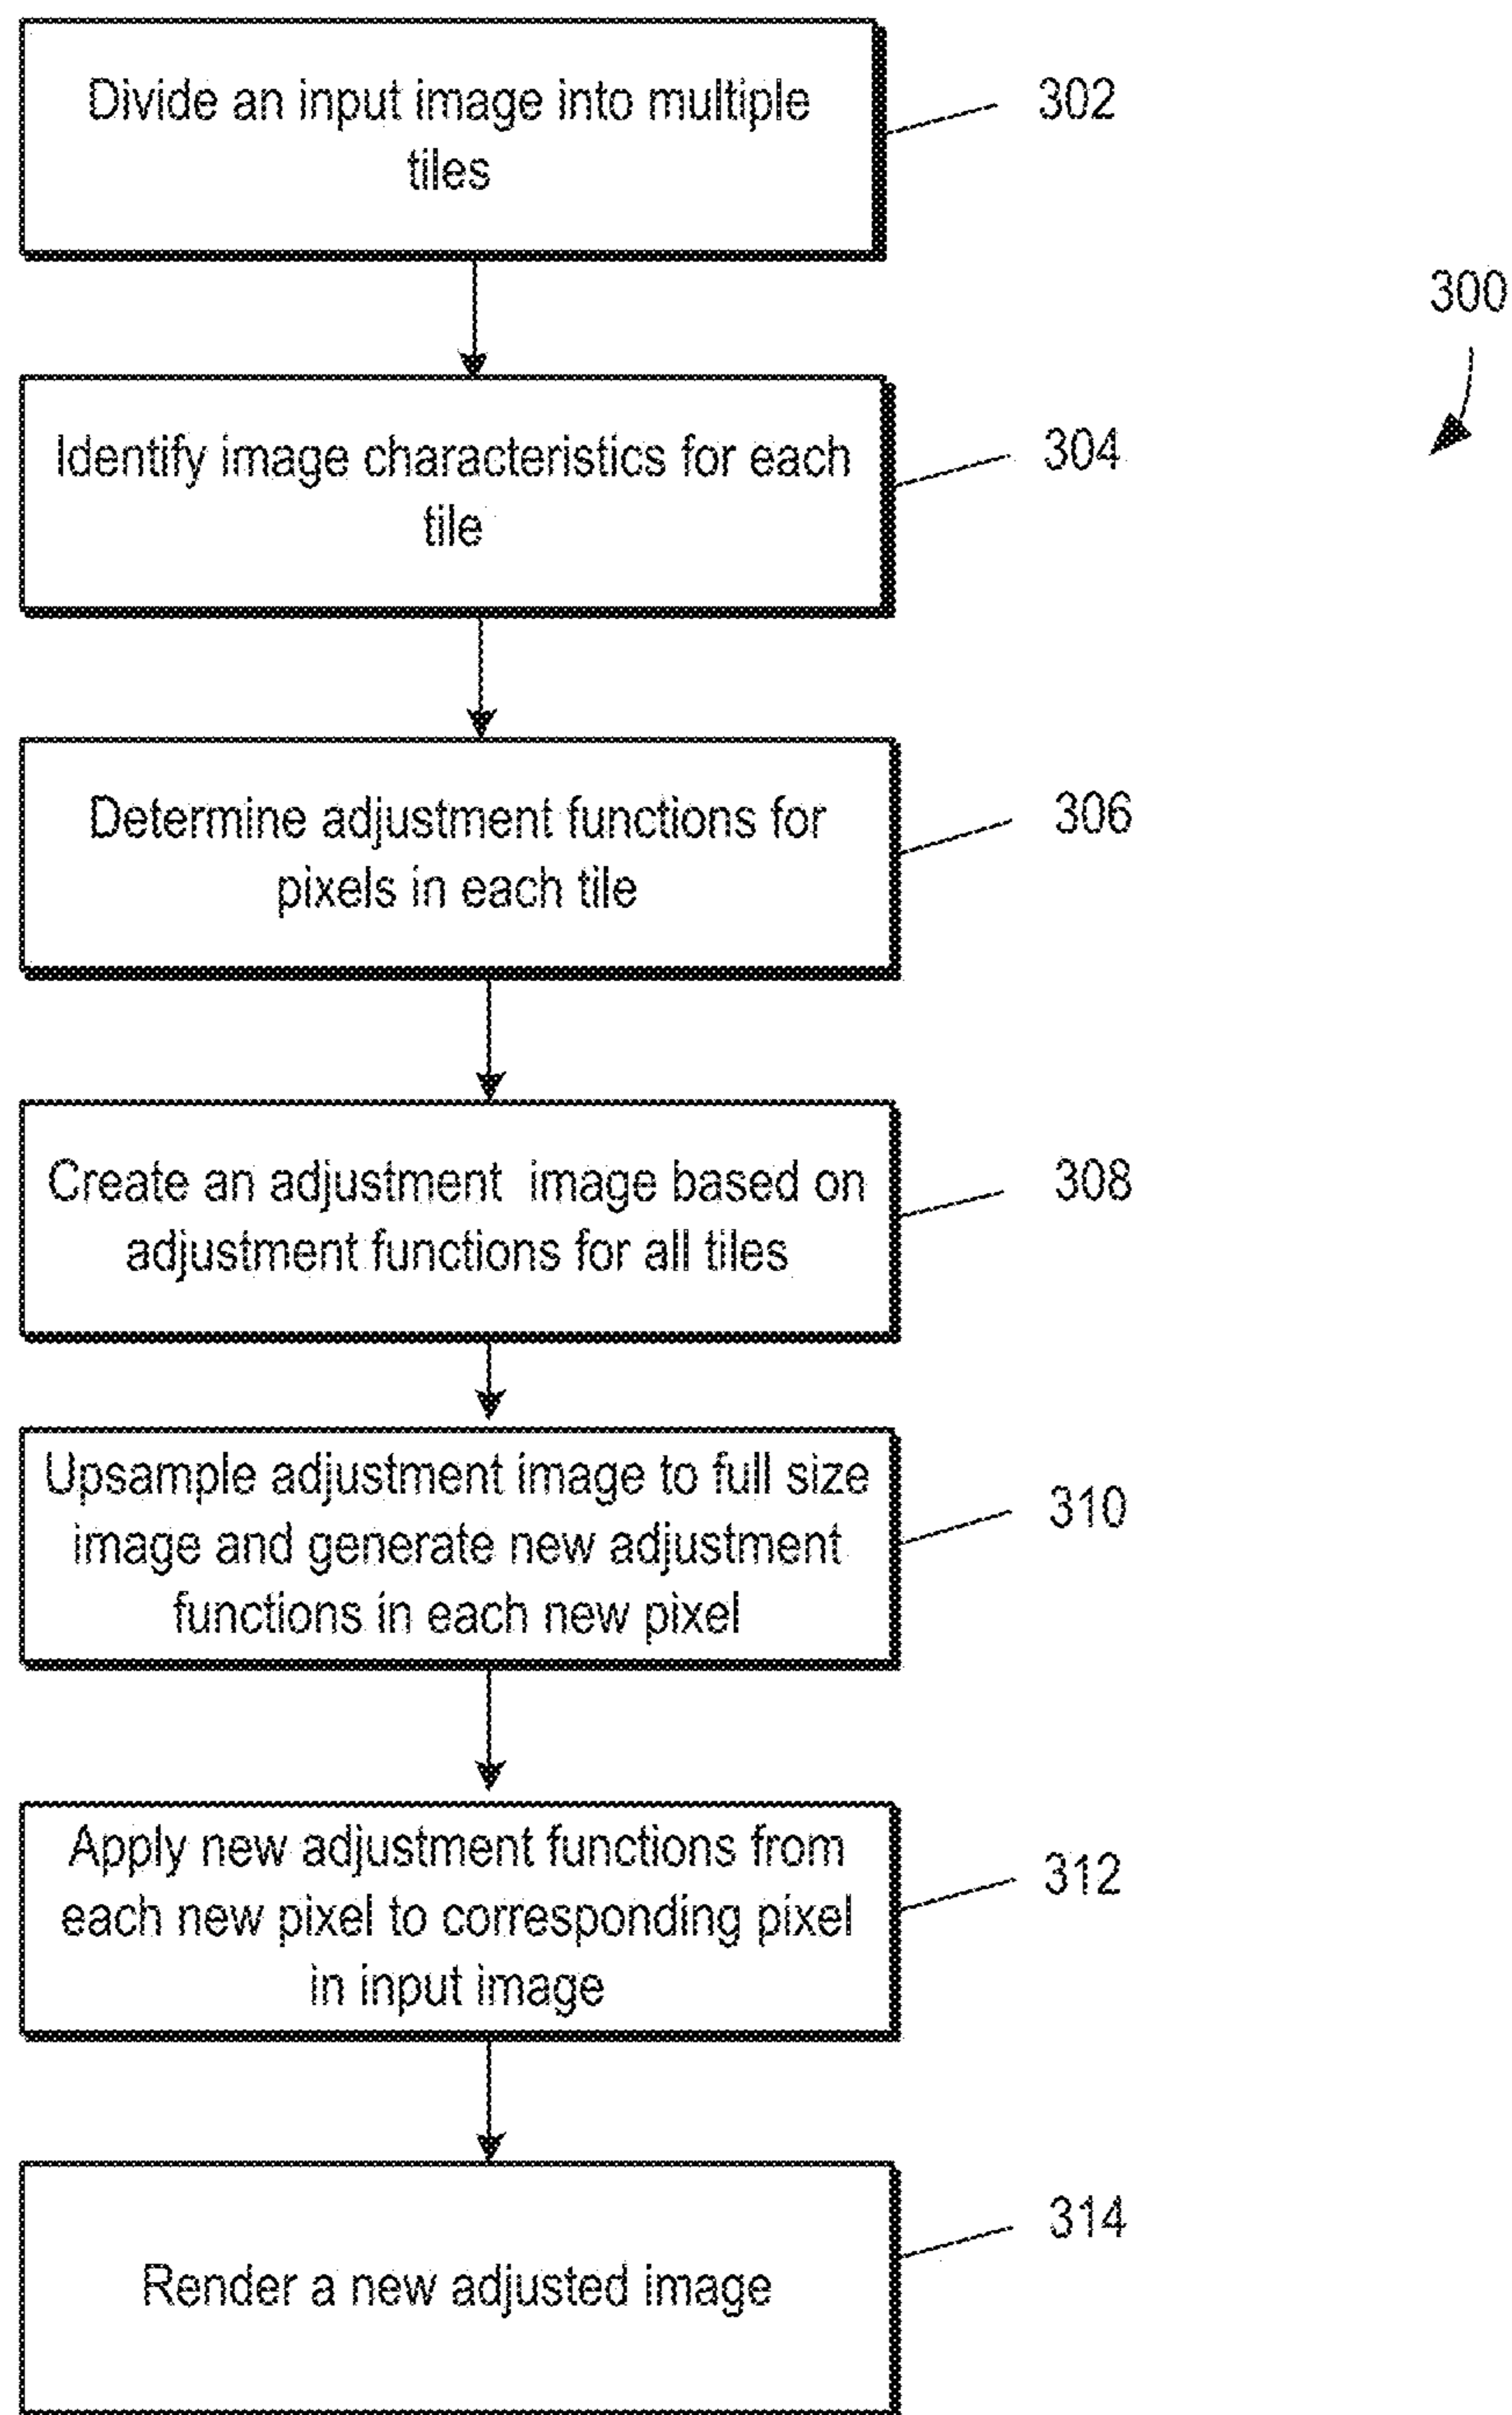 Divide an input image into multiple
tiles
302
300
Identify image characteristics for each
tile
304
Determine adjustment functions for
pixels in each tile
306
Create an adjustment image based on
adjustment functions for all tiles
308
Upsample adjustment image to full size
image and generate new adjustment
functions in each new pixel
310
Apply new adjustment functions from
each new pixel to corresponding pixel
in input image
312
Render a new adjusted image
314